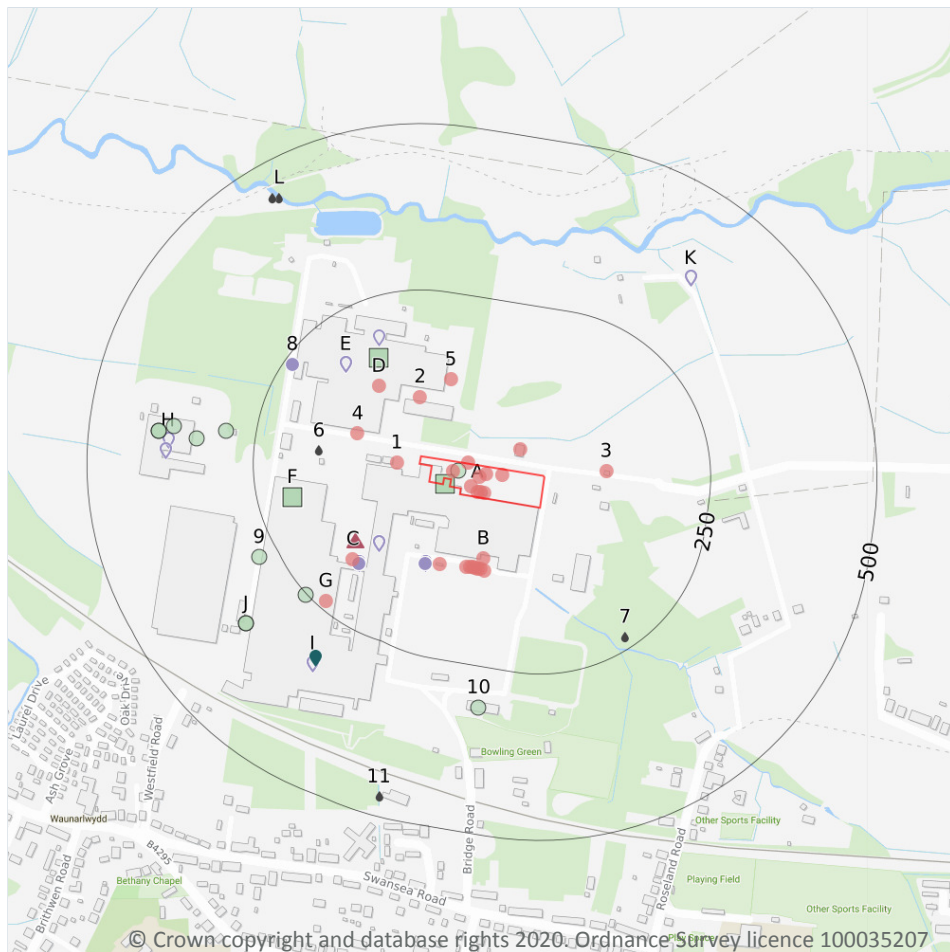 L
K
8
E
D
5
2
H
4
6
1
A
3
F
250
500
C
B
9
J
G
7
I
10
Bowling Green
Laurel Drive
Oak Drive
Ash Grove
Westfield Road
11
Waunarlwydd
B4295
Bridge Road
Roseland Road
Other Sports Facility
Bethany Chapel
Swansea Road
Playing Field
Brithwen Road
Other Sports Facility
© Crown copyright and database rights 2020. Ordnance Survey licence 100035207